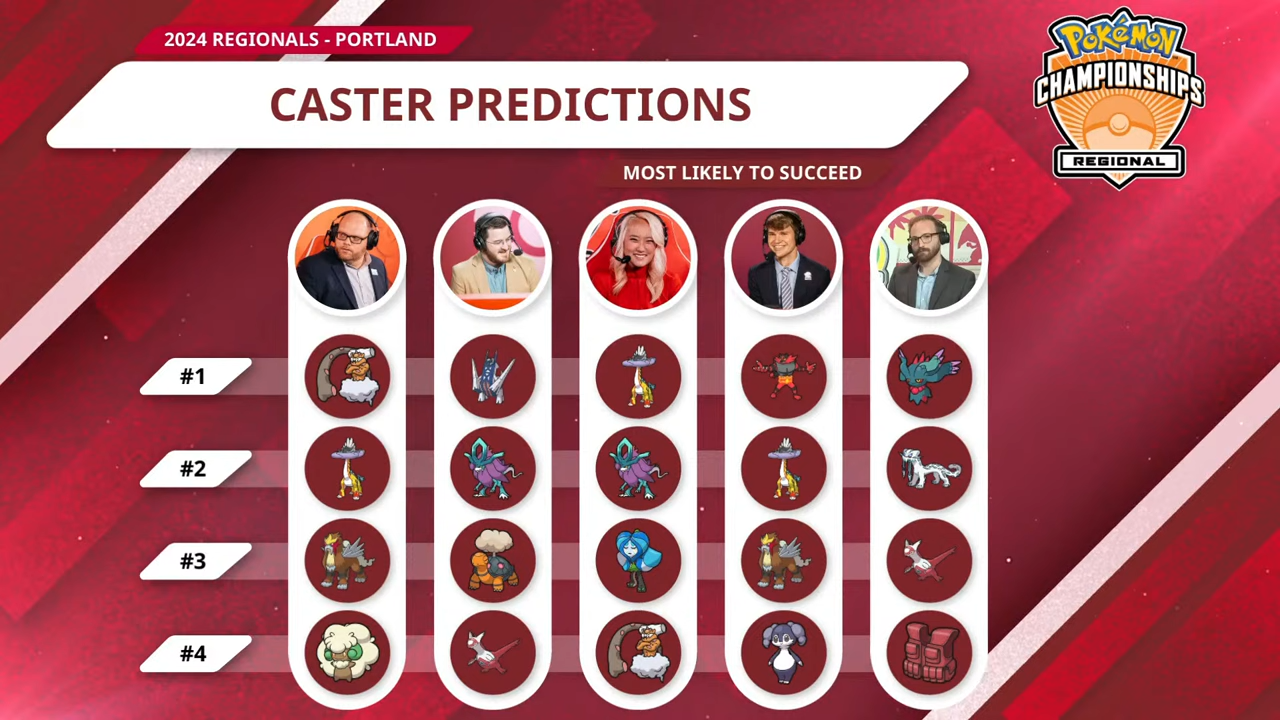 2024 REGIONALS - PORTLAND
CASTER PREDICTIONS
POKéMON
CHAMPIONSHIPS
REGIONAL
MOST LIKELY TO SUCCEED
#1
#2
#3
#4